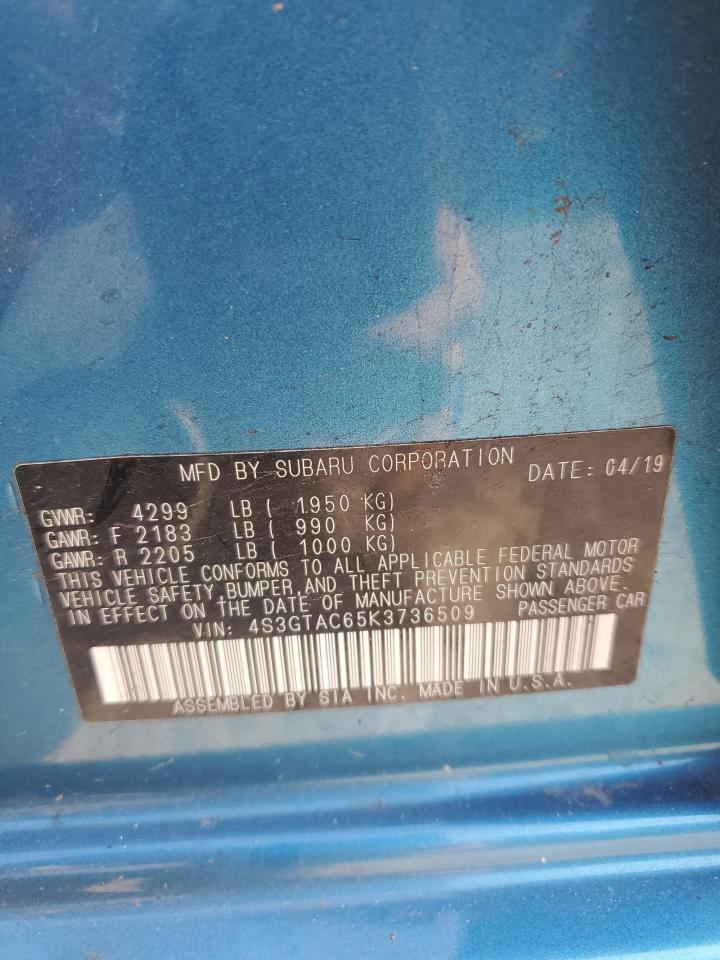 MFD BY SUBARU CORPORATION DATE: 04/19
GVWR: 4299 LB ( 1950 KG)
GAWR: F 2183 LB ( 990 KG)
GAWR: R 2205 LB ( 1000 KG)
THIS VEHICLE CONFORMS TO ALL APPLICABLE FEDERAL MOTOR
VEHICLE SAFETY, BUMPER, AND THEFT PREVENTION STANDARDS
IN EFFECT ON THE DATE OF MANUFACTURE SHOWN ABOVE.
V.I.N: 4S3GTAC65K3736509 PASSENGER CAR
ASSEMBLED BY SIA INC. MADE IN U.S.A.